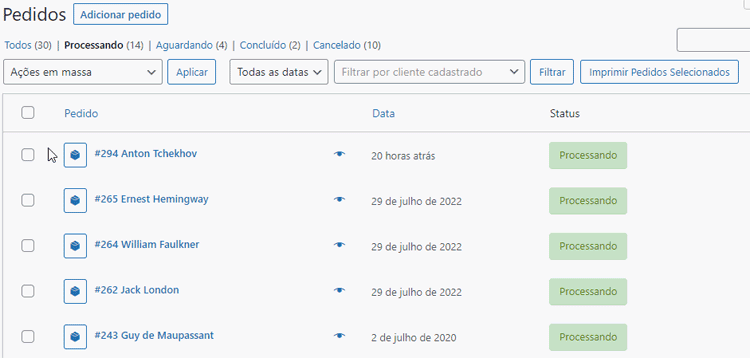 Pedidos Adicionar pedido
Todos (30) | Processando (14) | Aguardando (4) | Concluído (2) | Cancelado (10)
Ações em massa Aplicar Todas as datas Filtrar por cliente cadastrado Filtrar Imprimir Pedidos Selecionados
Pedido Data Status
#294 Anton Tchekhov 20 horas atrás Processando
#265 Ernest Hemingway 29 de julho de 2022 Processando
#264 William Faulkner 29 de julho de 2022 Processando
#262 Jack London 29 de julho de 2022 Processando
#243 Guy de Maupassant 2 de julho de 2020 Processando